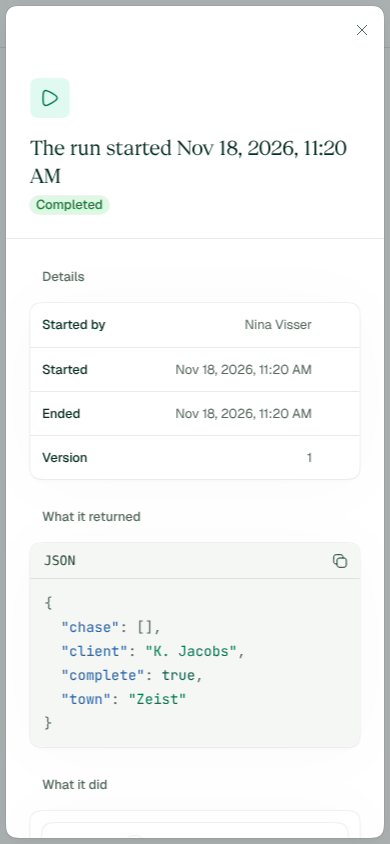 The run started Nov 18, 2026, 11:20
AM
Completed
Details
Started by Nina Visser
Started Nov 18, 2026, 11:20 AM
Ended Nov 18, 2026, 11:20 AM
Version 1
What it returned
JSON
{
  "chase": [],
  "client": "K. Jacobs",
  "complete": true,
  "town": "Zeist"
}
What it did